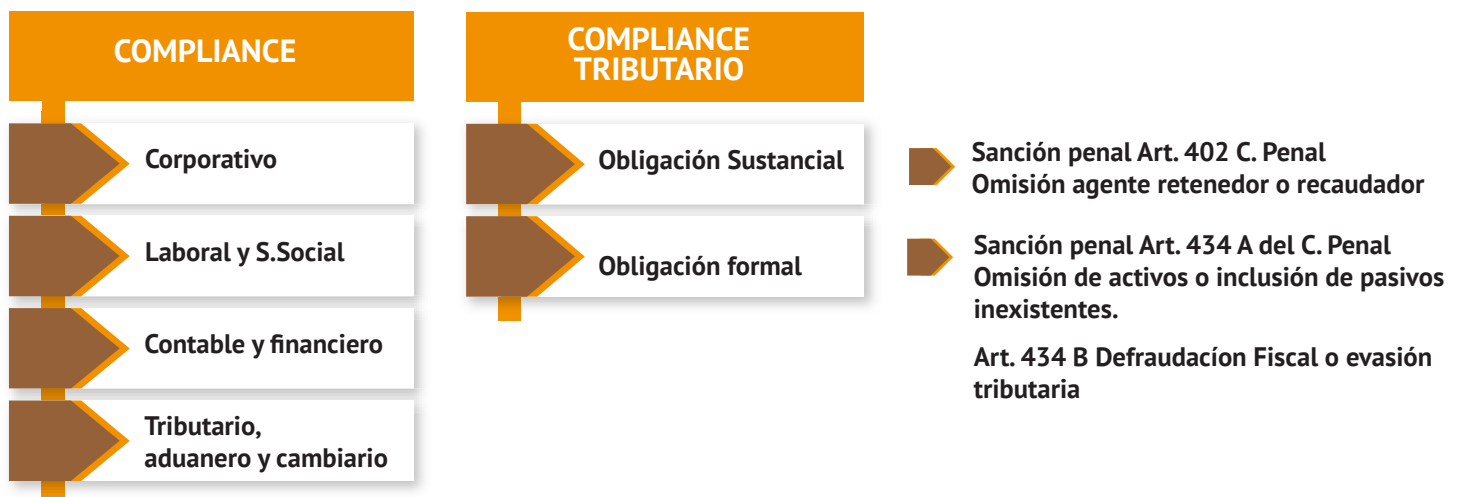 COMPLIANCE
Corporativo
Laboral y S.Social
Contable y financiero
Tributario,
aduanero y cambiario
COMPLIANCE
TRIBUTARIO
Obligación Sustancial
Obligación formal
Sanción penal Art. 402 C. Penal
Omisión agente retenedor o recaudador
Sanción penal Art. 434 A del C. Penal
Omisión de activos o inclusión de pasivos
inexistentes.
Art. 434 B Defraudacíon Fiscal o evasión
tributaria